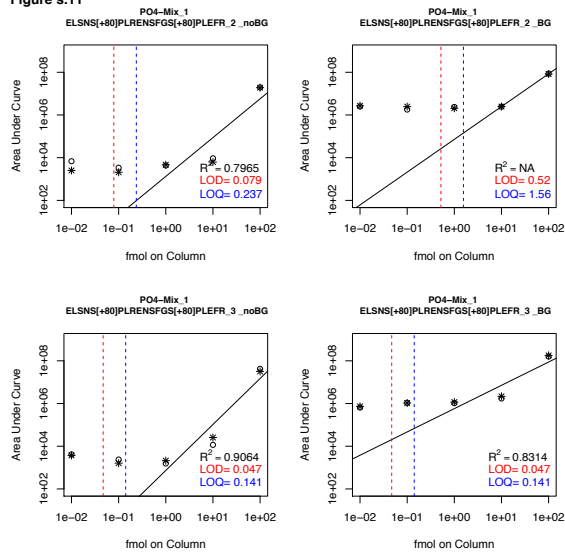 Figure s.11
PO4−Mix_1
ELSNS[+80]PLRENSFGS[+80]PLEFR_2 _noBG
Area Under Curve
1e+08
1e+06
1e+04
1e+02
R² = 0.7965
LOD= 0.079
LOQ= 0.237
1e−02 1e−01 1e+00 1e+01 1e+02
fmol on Column
PO4−Mix_1
ELSNS[+80]PLRENSFGS[+80]PLEFR_2 _BG
Area Under Curve
1e+08
1e+06
1e+04
1e+02
R² = NA
LOD= 0.52
LOQ= 1.56
1e−02 1e−01 1e+00 1e+01 1e+02
fmol on Column
PO4−Mix_1
ELSNS[+80]PLRENSFGS[+80]PLEFR_3 _noBG
Area Under Curve
1e+08
1e+06
1e+04
1e+02
R² = 0.9064
LOD= 0.047
LOQ= 0.141
1e−02 1e−01 1e+00 1e+01 1e+02
fmol on Column
PO4−Mix_1
ELSNS[+80]PLRENSFGS[+80]PLEFR_3 _BG
Area Under Curve
1e+08
1e+06
1e+04
1e+02
R² = 0.8314
LOD= 0.047
LOQ= 0.141
1e−02 1e−01 1e+00 1e+01 1e+02
fmol on Column